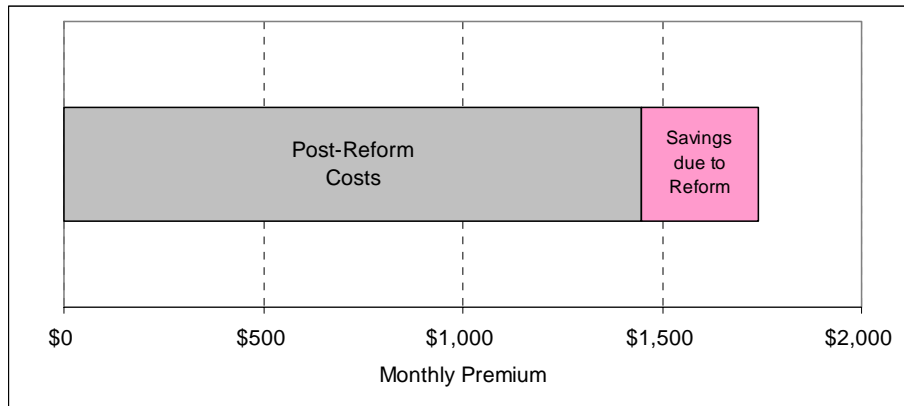 Post-Reform
Costs
Savings
due to
Reform
$0
$500
$1,000
$1,500
$2,000
Monthly Premium